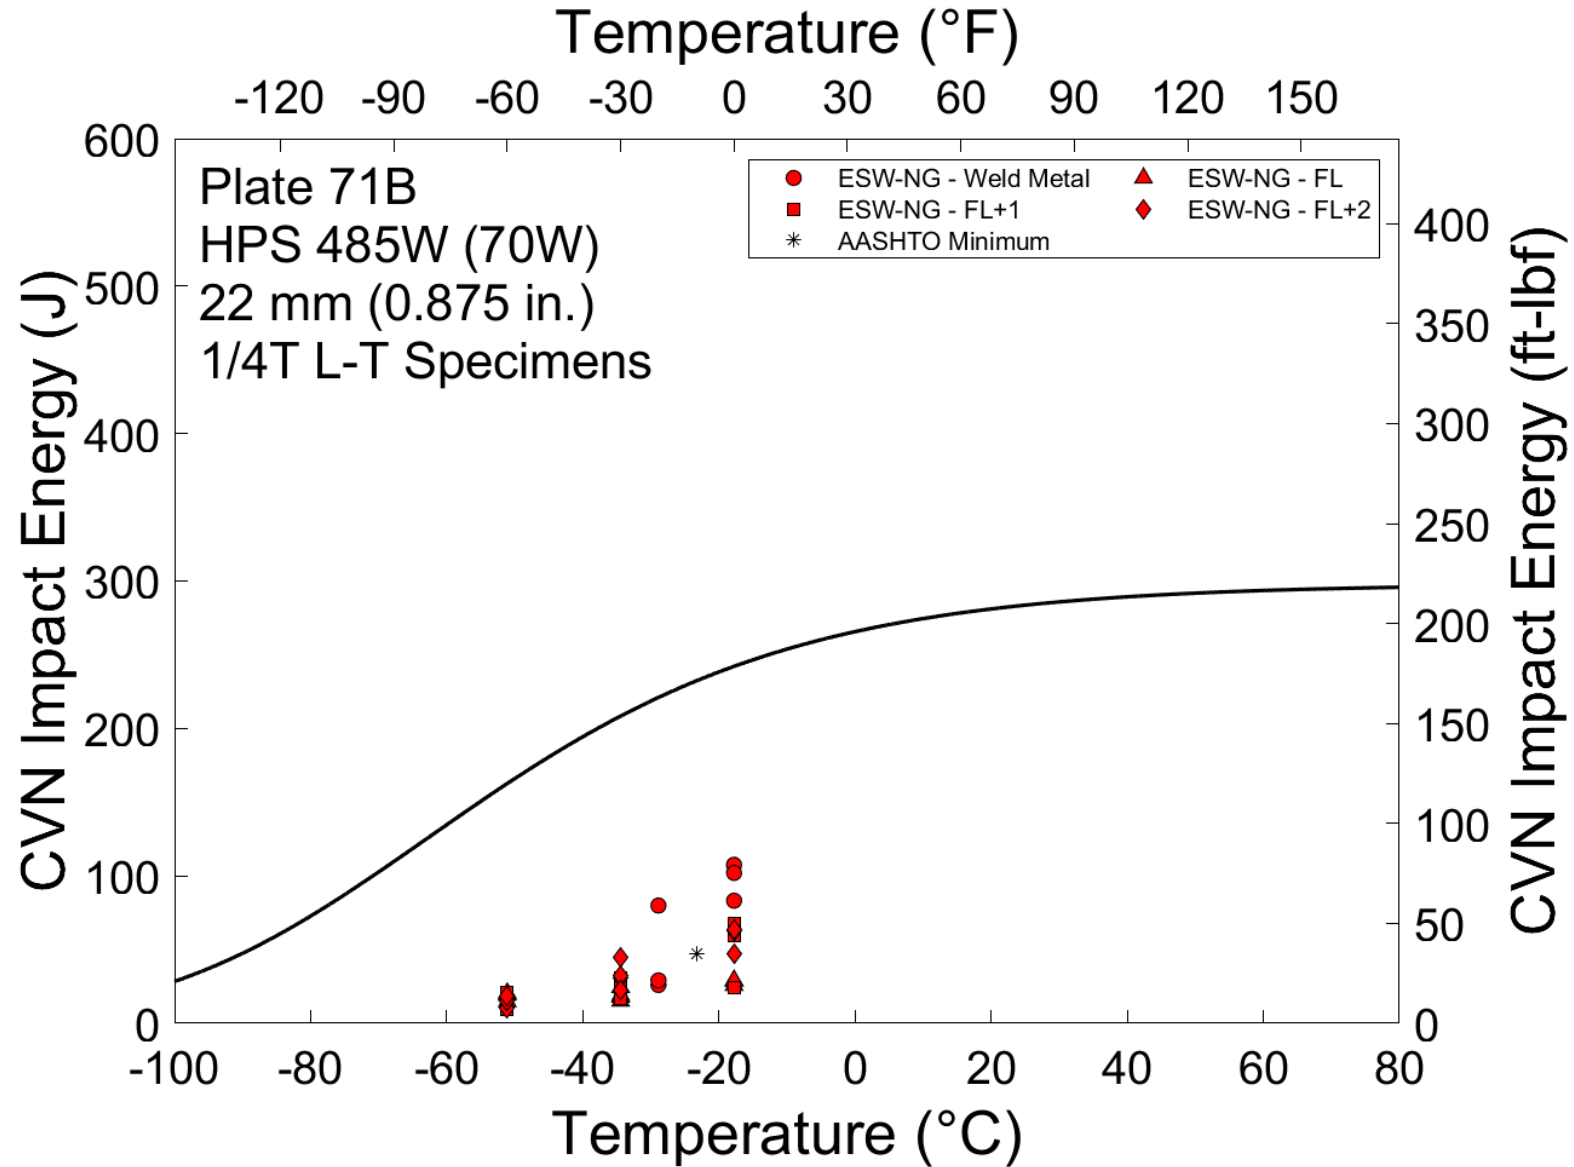 Temperature (°F)
-120 -90 -60 -30 0 30 60 90 120 150
Plate 71B
HPS 485W (70W)
22 mm (0.875 in.)
1/4T L-T Specimens
ESW-NG - Weld Metal
ESW-NG - FL
ESW-NG - FL+1
ESW-NG - FL+2
AASHTO Minimum
CVN Impact Energy (J)
600
500
400
300
200
100
0
CVN Impact Energy (ft-lbf)
400
350
300
250
200
150
100
50
0
-100 -80 -60 -40 -20 0 20 40 60 80
Temperature (°C)